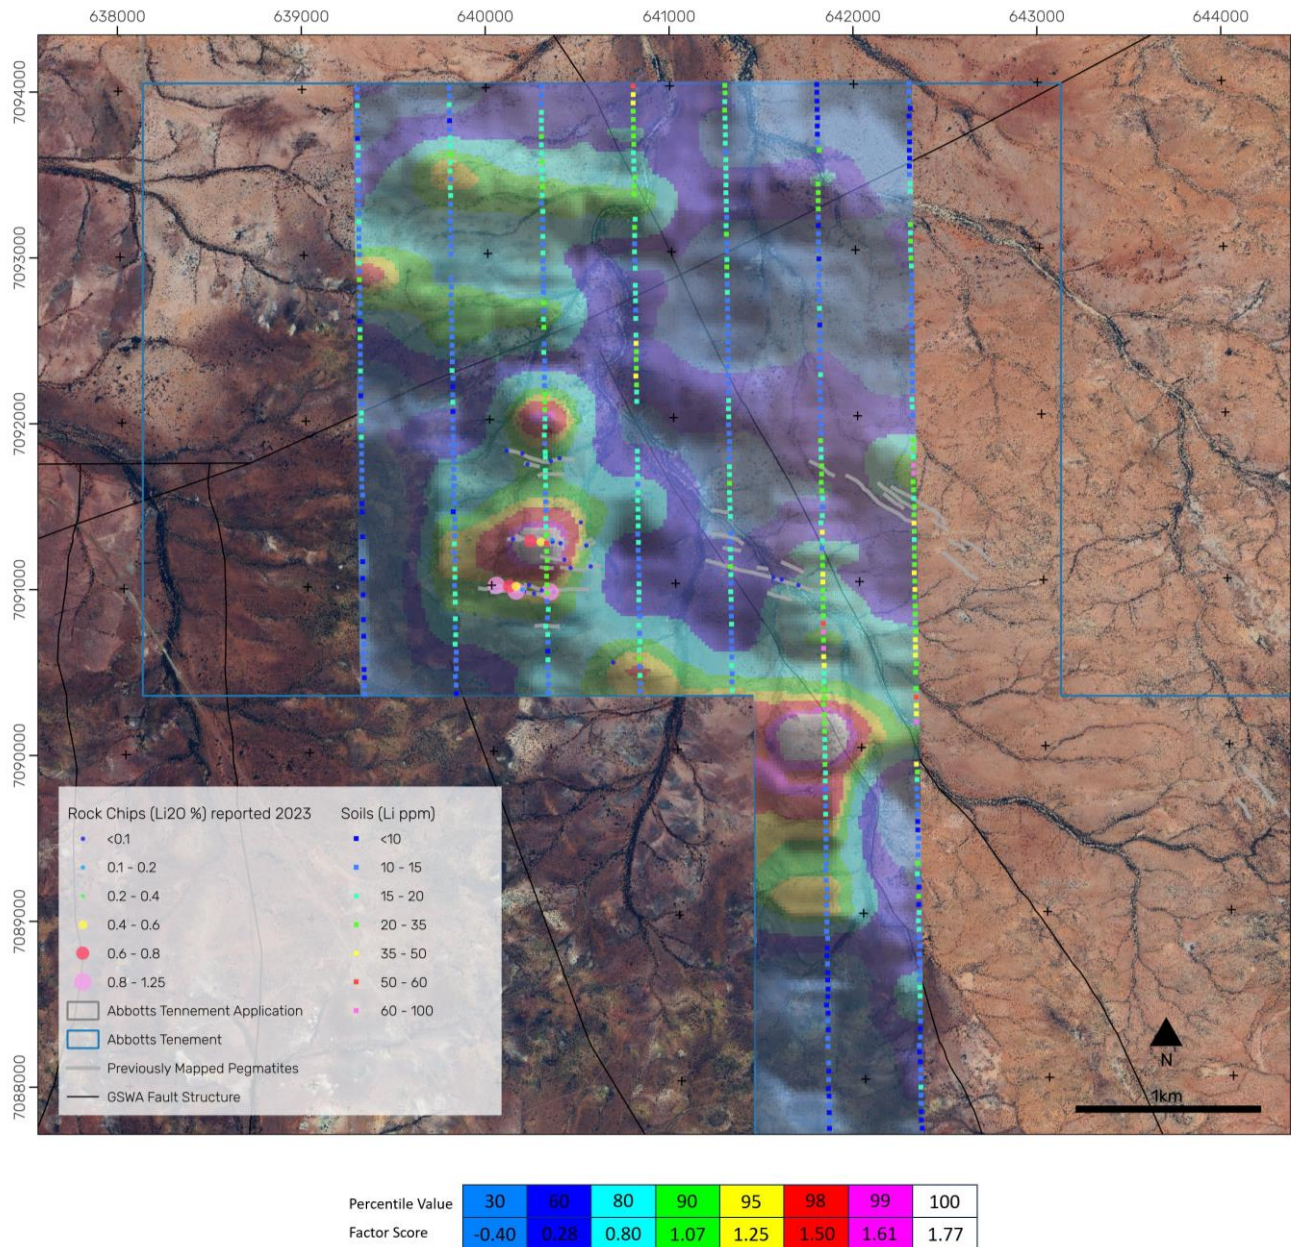 638000 639000 640000 641000 642000 643000 644000
7094000
7093000
7092000
7091000
7090000
7089000
7088000
Rock Chips (Li20 %) reported 2023
<0.1
0.1 - 0.2
0.2 - 0.4
0.4 - 0.6
0.6 - 0.8
0.8 - 1.25
Abbotts Tennement Application
Abbotts Tenement
Previously Mapped Pegmatites
GSWA Fault Structure
Soils (Li ppm)
<10
10 - 15
15 - 20
20 - 35
35 - 50
50 - 60
60 - 100
N
1km
Percentile Value 30 60 80 90 95 98 99 100
Factor Score -0.40 0.28 0.80 1.07 1.25 1.50 1.61 1.77